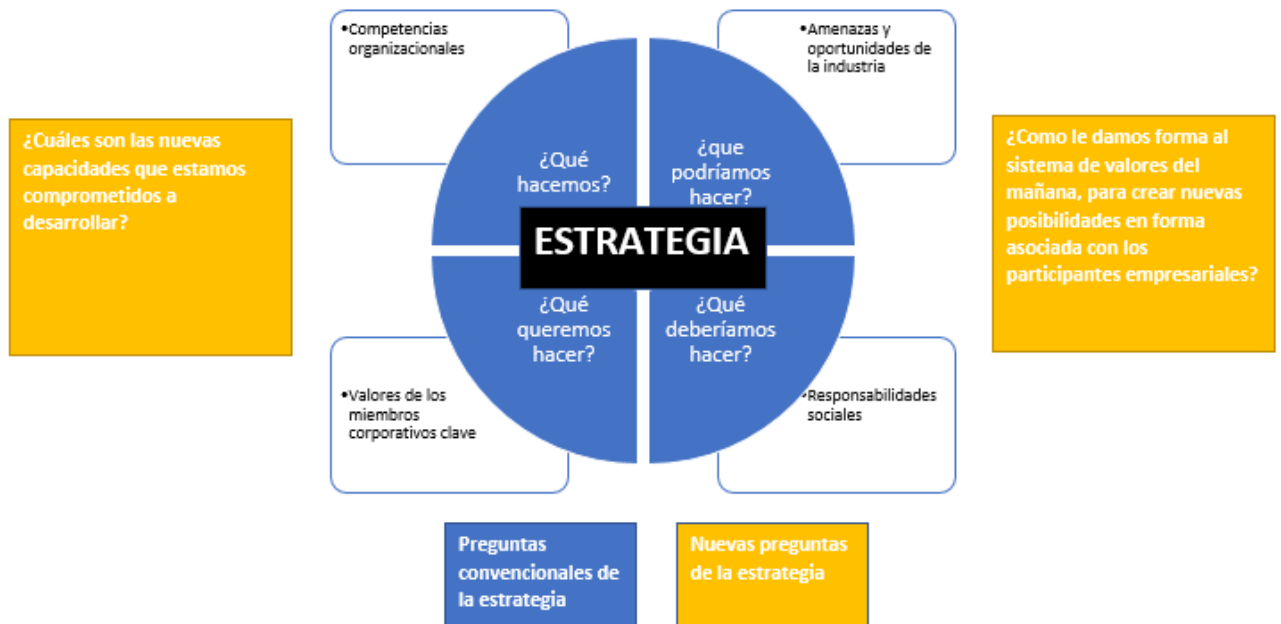 •Competencias
organizacionales
•Amenazas y
oportunidades de
la industria
¿Cuáles son las nuevas
capacidades que estamos
comprometidos a
desarrollar?
¿Qué
hacemos?
¿que
podríamos
hacer?
¿Como le damos forma al
sistema de valores del
mañana, para crear nuevas
posibilidades en forma
asociada con los
participantes empresariales?
ESTRATEGIA
¿Qué
queremos
hacer?
¿Qué
deberíamos
hacer?
•Valores de los
miembros
corporativos clave
•Responsabilidades
sociales
Preguntas
convencionales de
la estrategia
Nuevas preguntas
de la estrategia